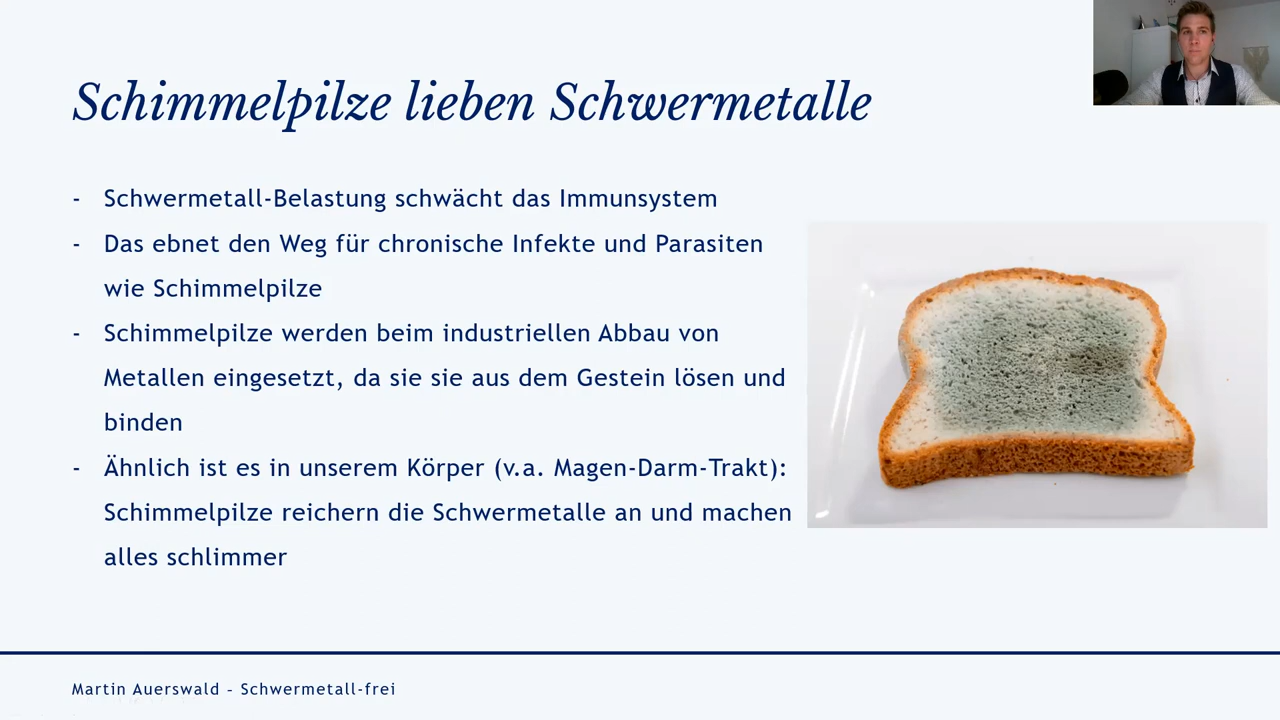 Schimmelpilze lieben Schwermetalle
- Schwermetall-Belastung schwächt das Immunsystem
- Das ebnet den Weg für chronische Infekte und Parasiten
wie Schimmelpilze
- Schimmelpilze werden beim industriellen Abbau von
Metallen eingesetzt, da sie sie aus dem Gestein lösen und
binden
- Ähnlich ist es in unserem Körper (v.a. Magen-Darm-Trakt):
Schimmelpilze reichern die Schwermetalle an und machen
alles schlimmer
Martin Auerswald – Schwermetall-frei